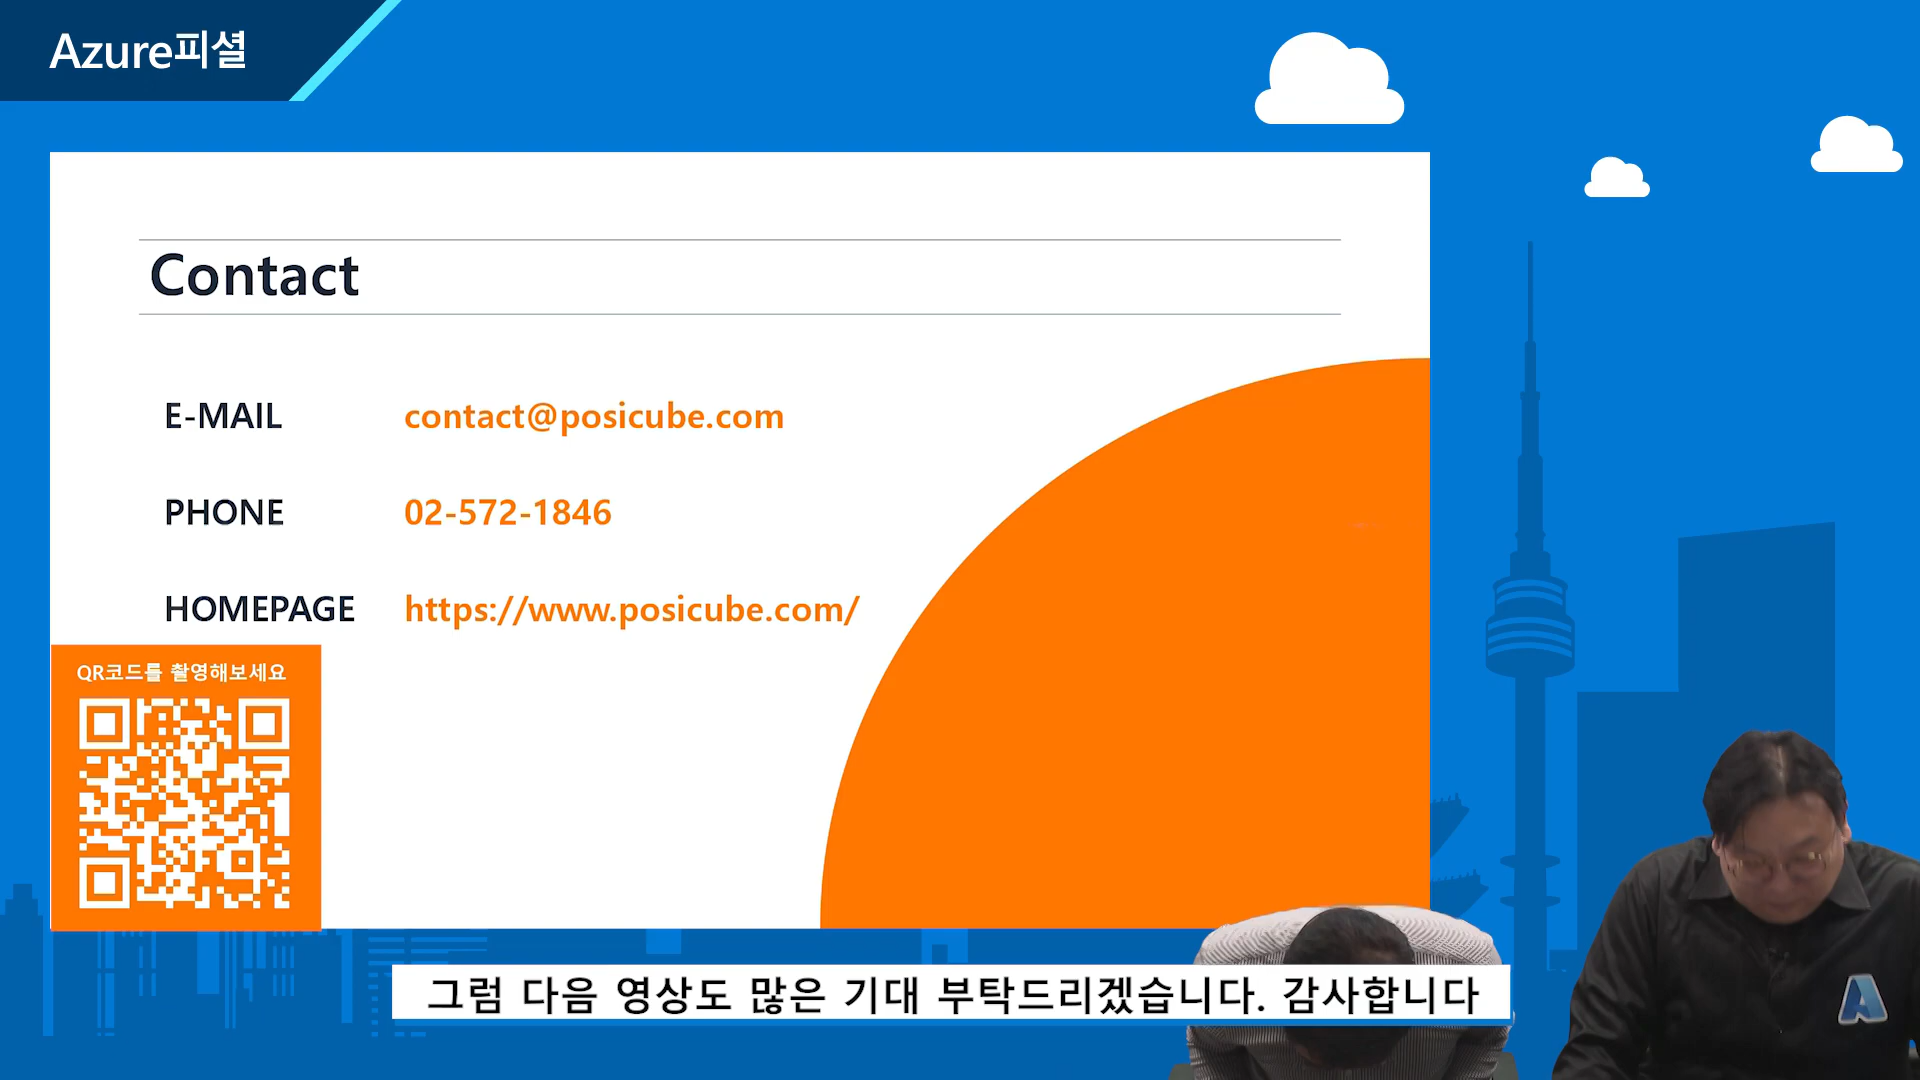 Azure피셜
Contact
E-MAIL contact@posicube.com
PHONE 02-572-1846
HOMEPAGE https://www.posicube.com/
QR코드를 촬영해보세요
그럼 다음 영상도 많은 기대 부탁드리겠습니다. 감사합니다